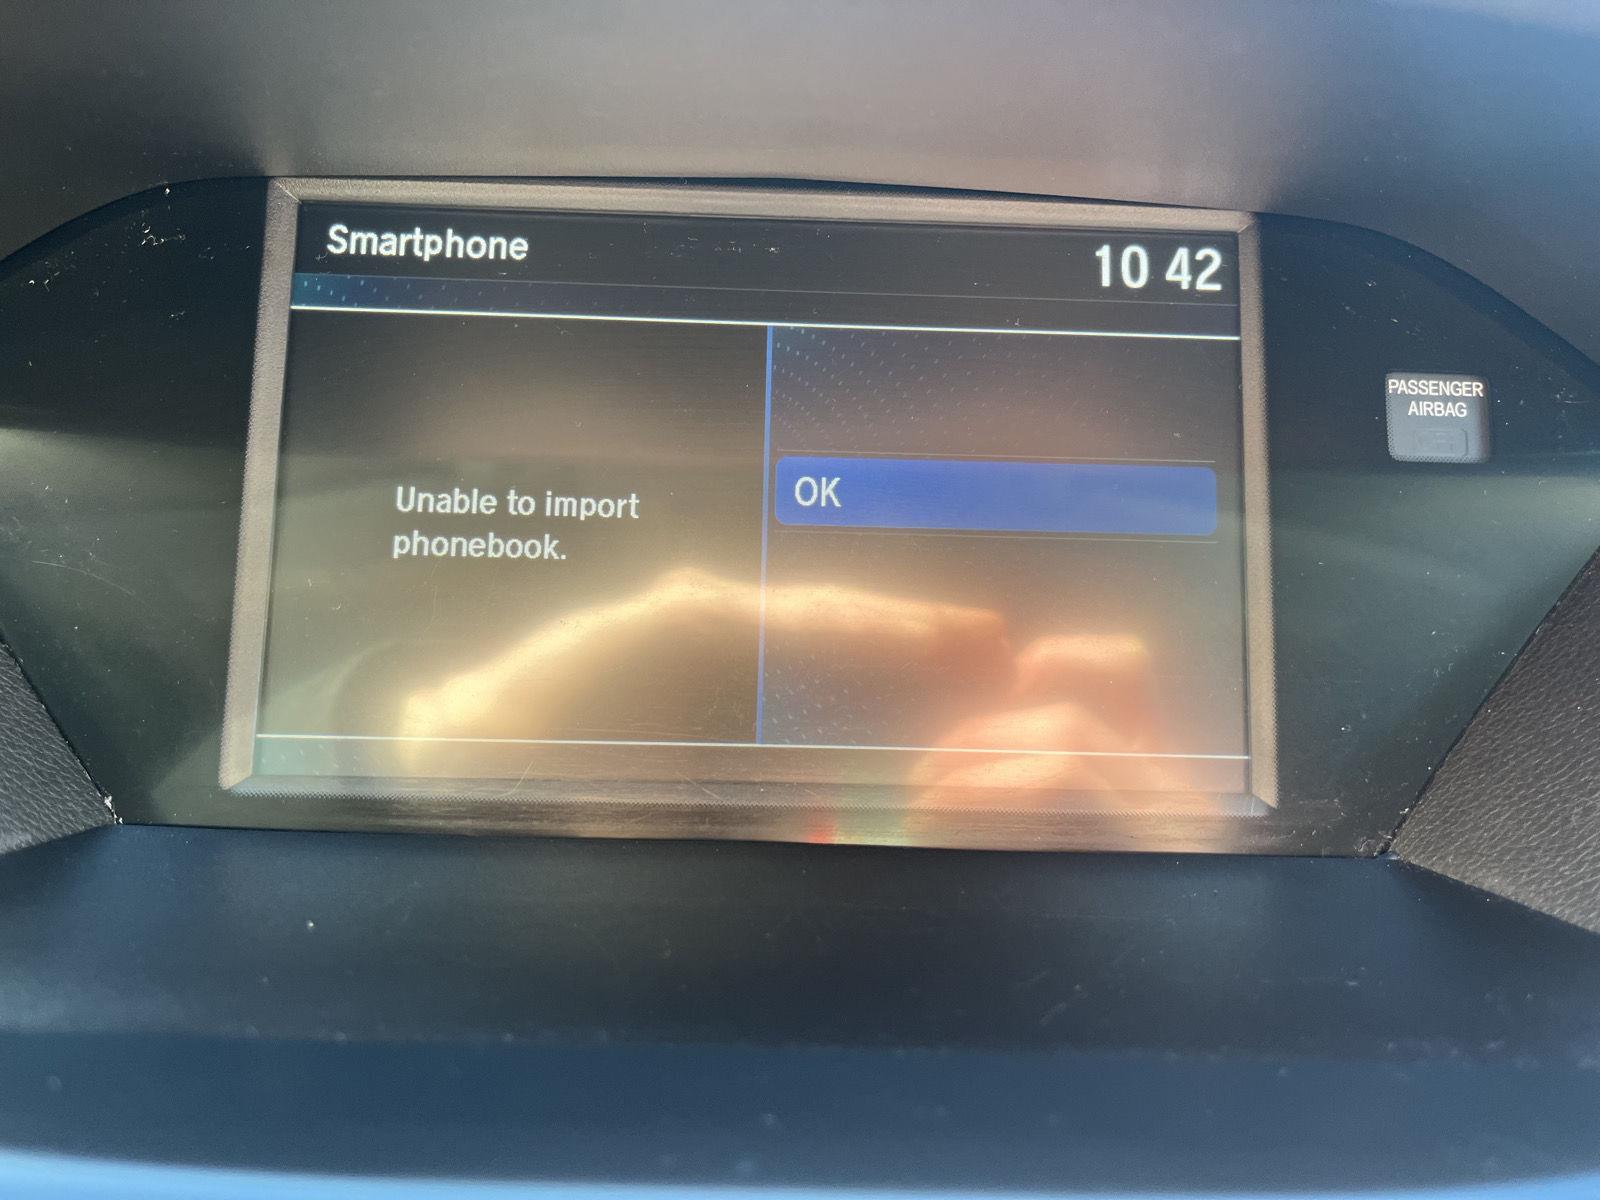 Smartphone
10 42
Unable to import
phonebook.
OK
PASSENGER
AIRBAG